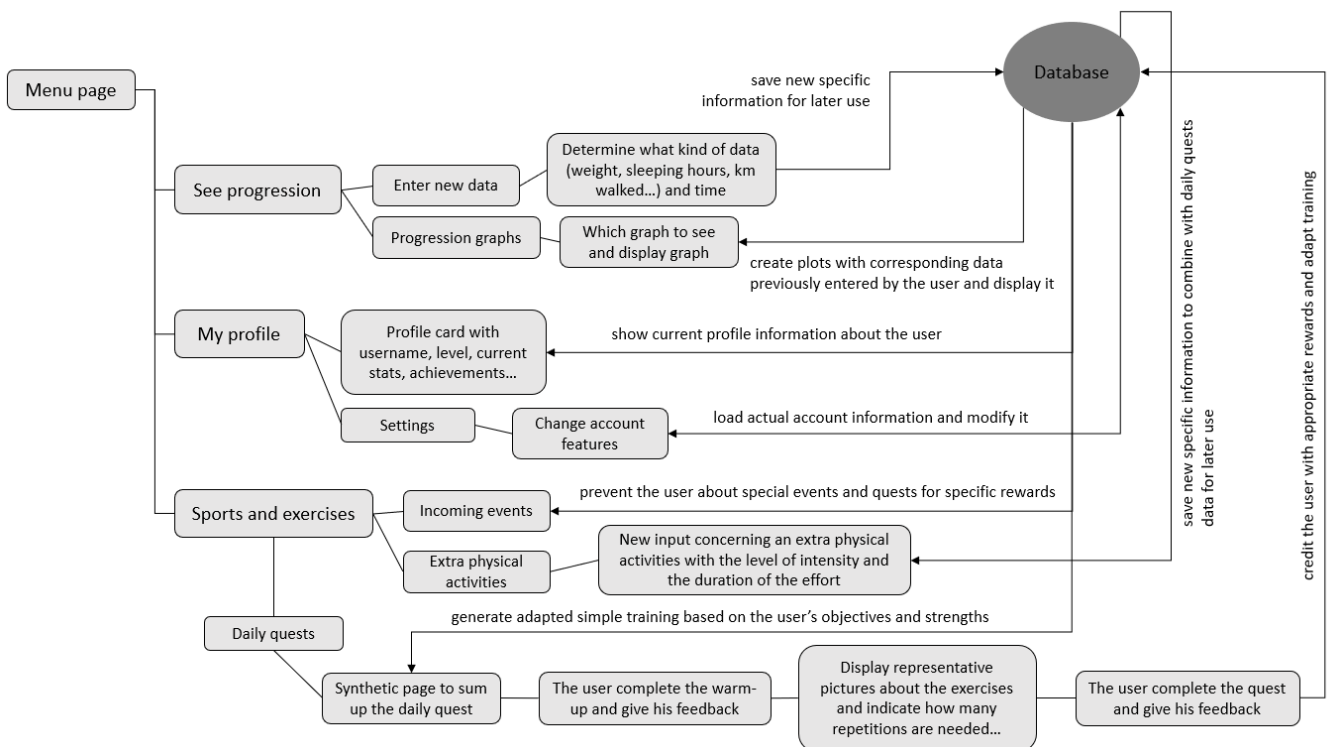 Menu page
Database
save new specific
information for later use
See progression
Enter new data
Determine what kind of data
(weight, sleeping hours, km
walked…) and time
Progression graphs
Which graph to see
and display graph
create plots with corresponding data
previously entered by the user and display it
My profile
Profile card with
username, level, current
stats, achievements…
show current profile information about the user
Settings
Change account
features
load actual account information and modify it
Sports and exercises
Incoming events
prevent the user about special events and quests for specific rewards
Extra physical
activities
New input concerning an extra physical
activities with the level of intensity and
the duration of the effort
save new specific information to combine with daily quests
data for later use
credit the user with appropriate rewards and adapt training
Daily quests
generate adapted simple training based on the user’s objectives and strengths
Synthetic page to sum
up the daily quest
The user complete the warm-
up and give his feedback
Display representative
pictures about the exercises
and indicate how many
repetitions are needed…
The user complete the quest
and give his feedback